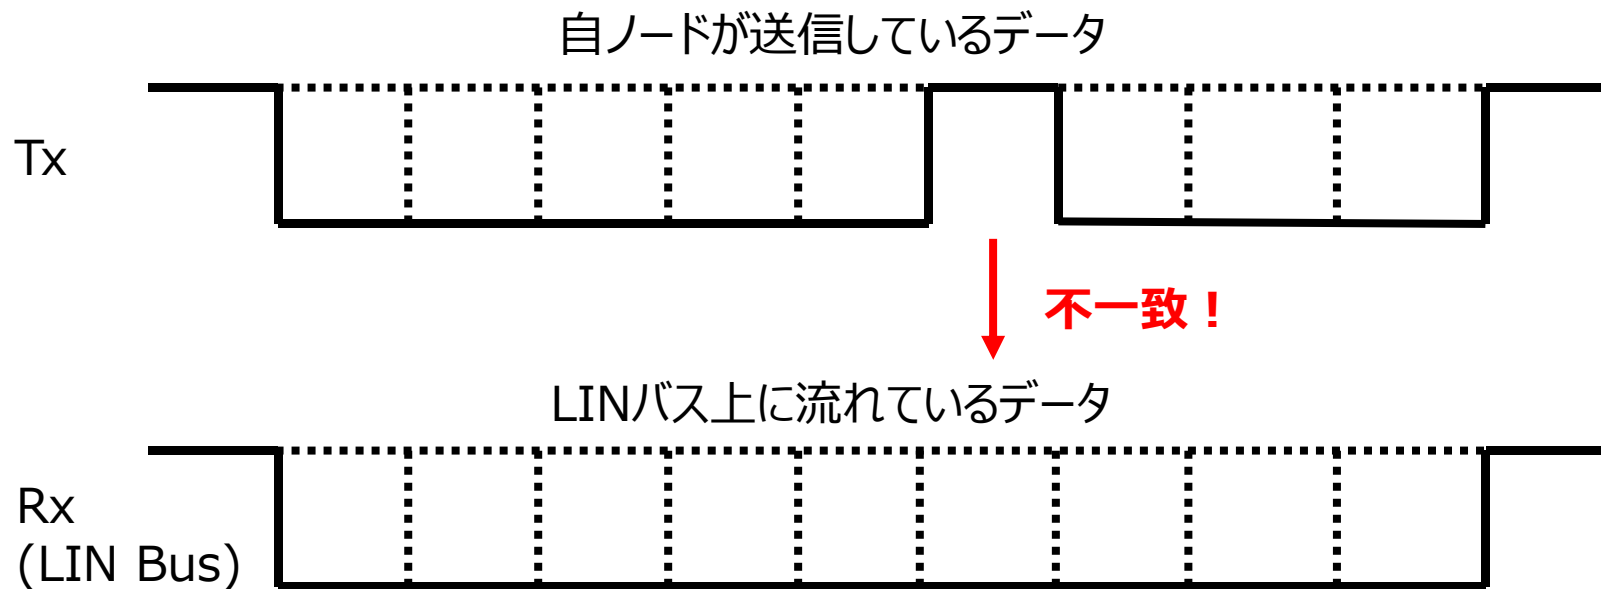 自ノードが送信しているデータ
Tx
不一致！
LINバス上に流れているデータ
Rx
(LIN Bus)